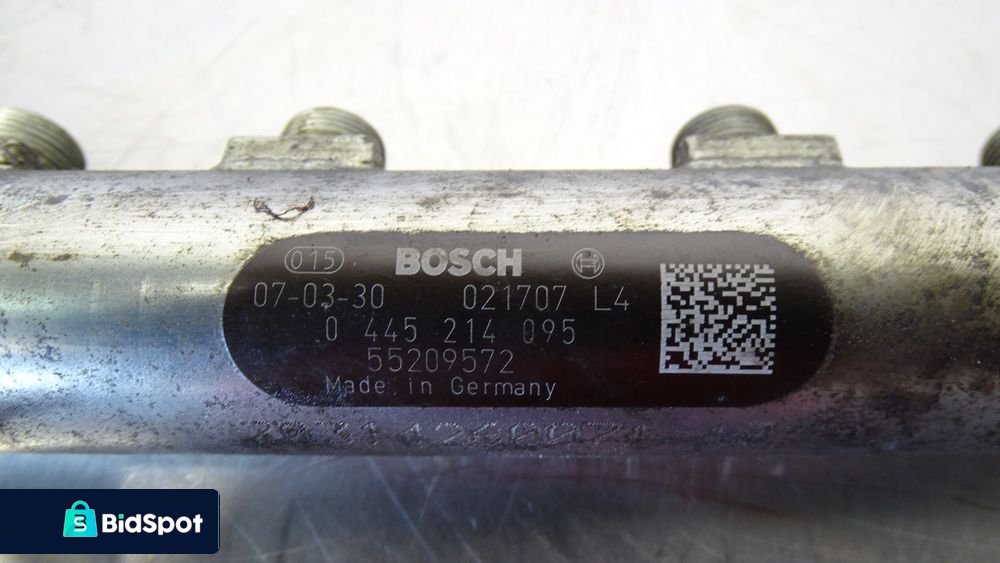 015 BOSCH
07-03-30 021707 L4
0 445 214 095
55209572
Made in Germany
BidSpot